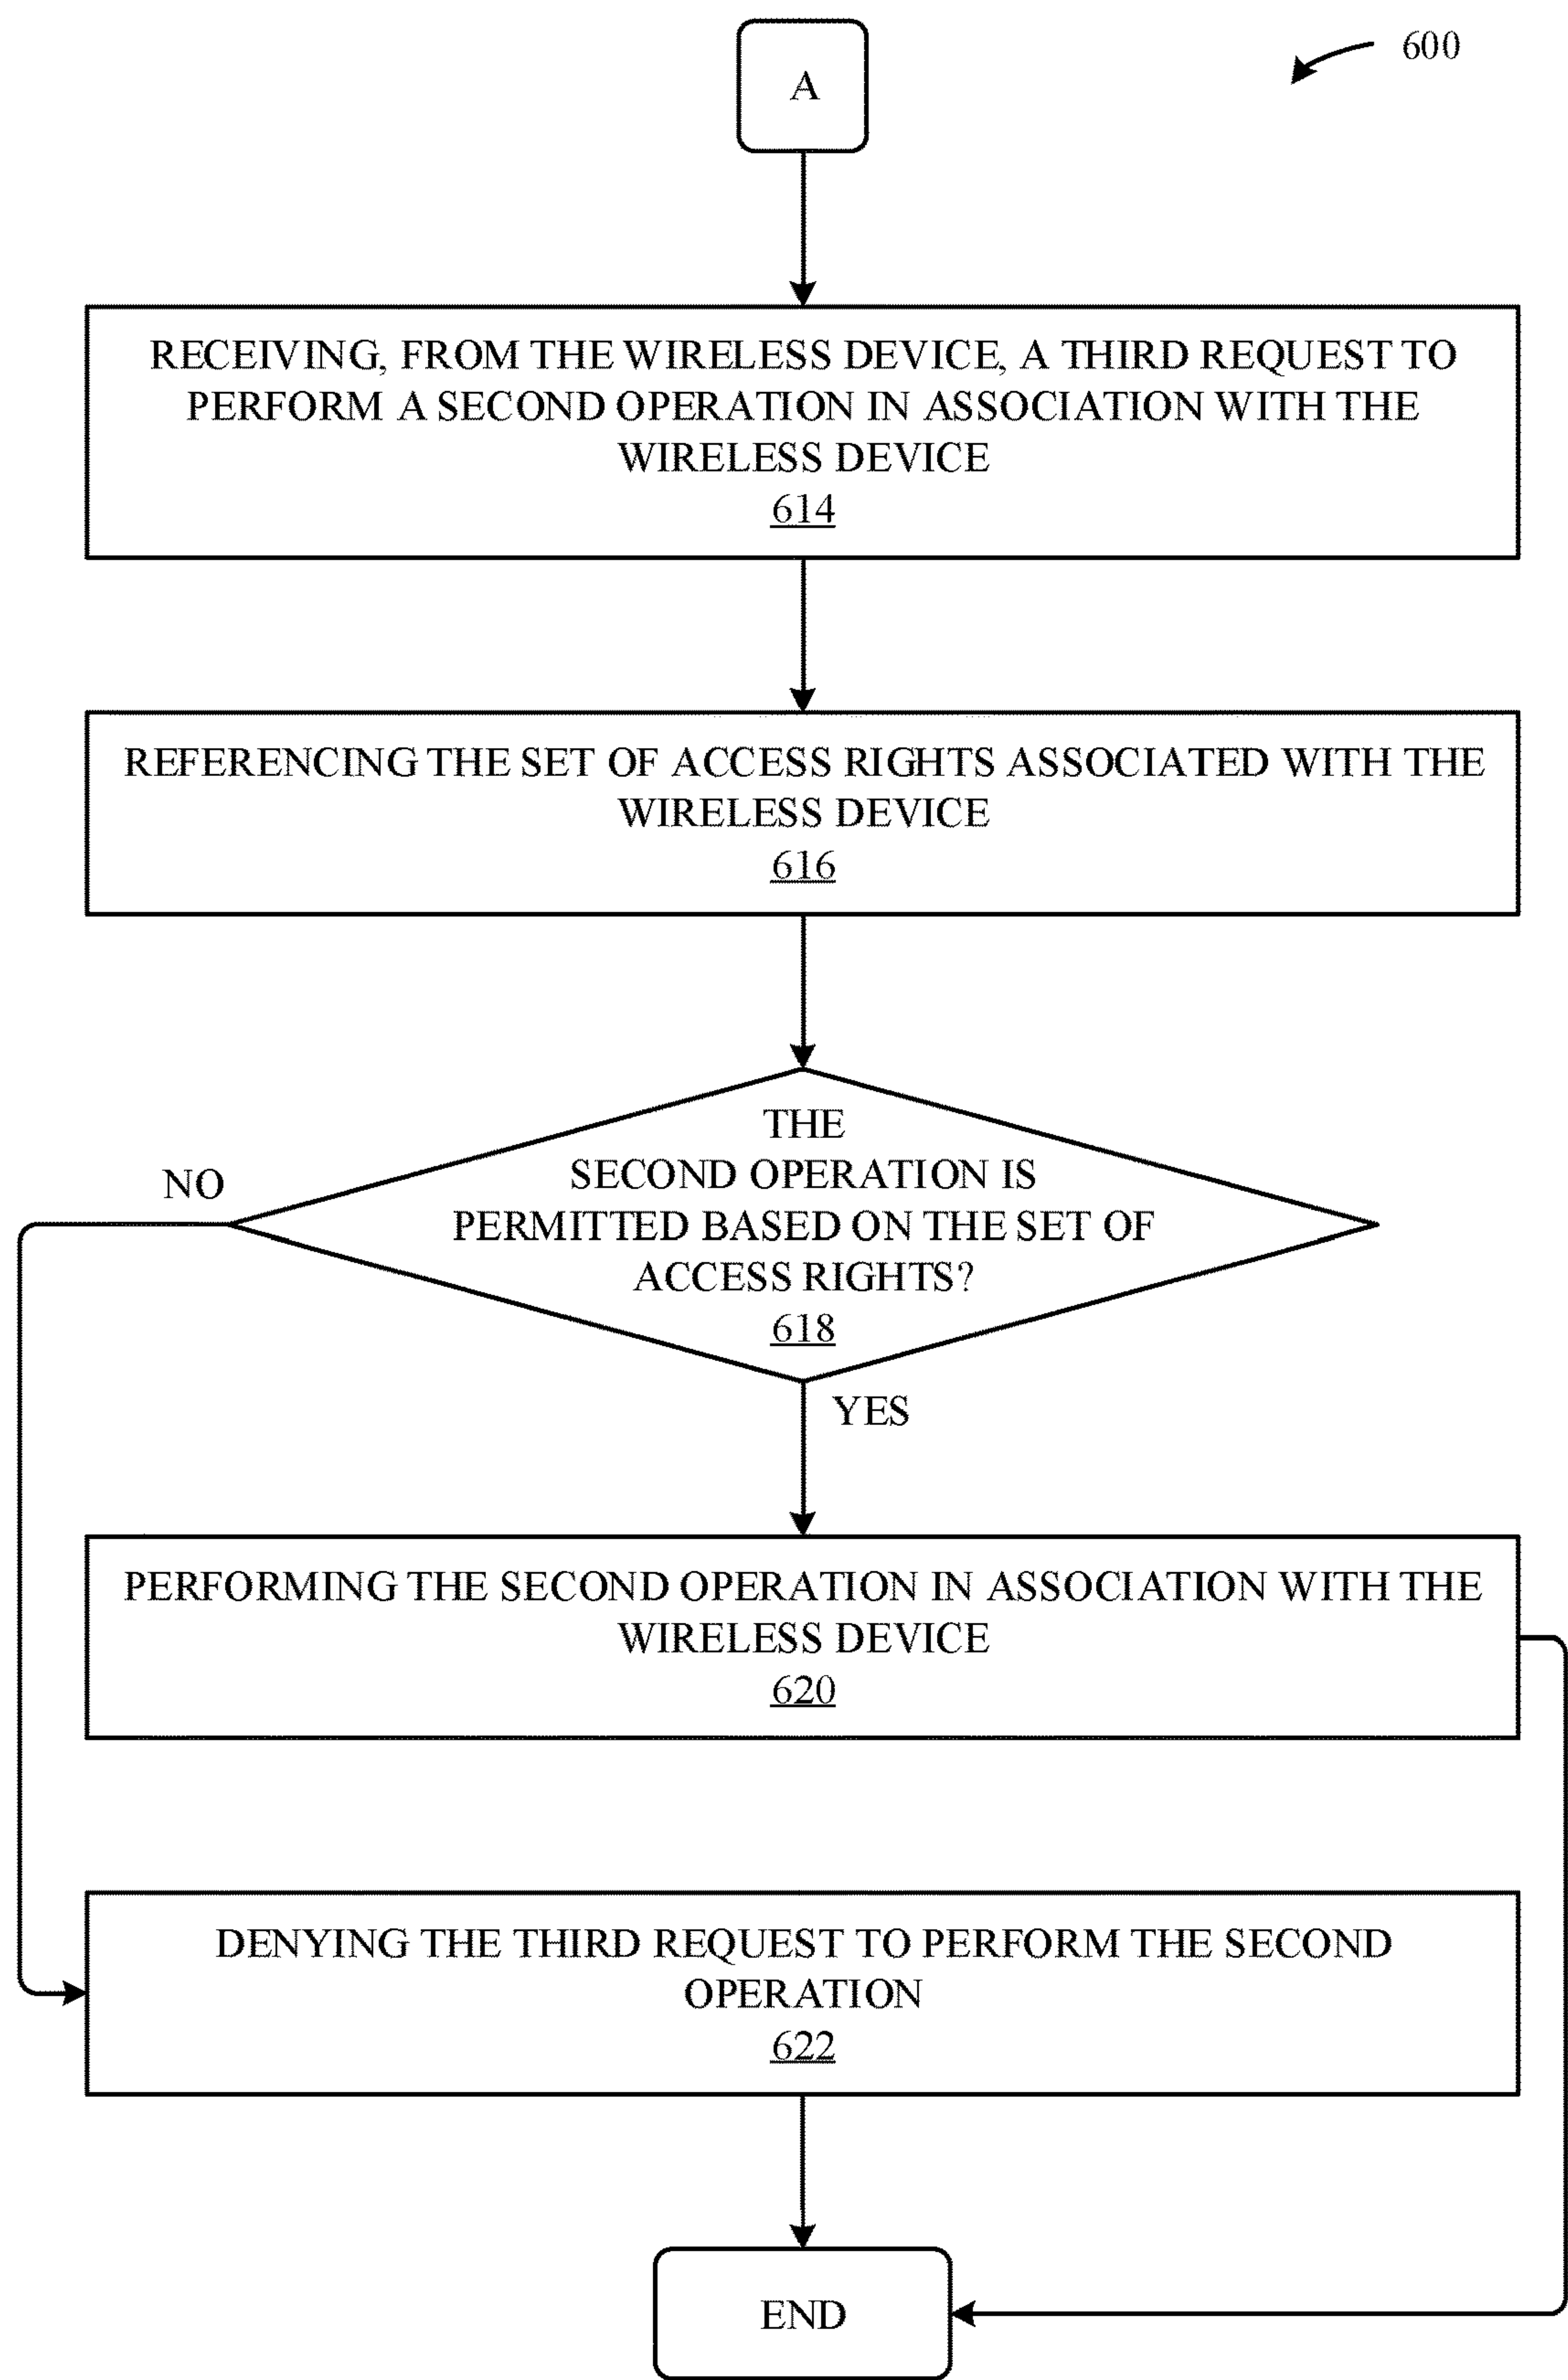 A
600
RECEIVING, FROM THE WIRELESS DEVICE, A THIRD REQUEST TO
PERFORM A SECOND OPERATION IN ASSOCIATION WITH THE
WIRELESS DEVICE
614
REFERENCING THE SET OF ACCESS RIGHTS ASSOCIATED WITH THE
WIRELESS DEVICE
616
THE
SECOND OPERATION IS
PERMITTED BASED ON THE SET OF
ACCESS RIGHTS?
618
NO
YES
PERFORMING THE SECOND OPERATION IN ASSOCIATION WITH THE
WIRELESS DEVICE
620
DENYING THE THIRD REQUEST TO PERFORM THE SECOND
OPERATION
622
END